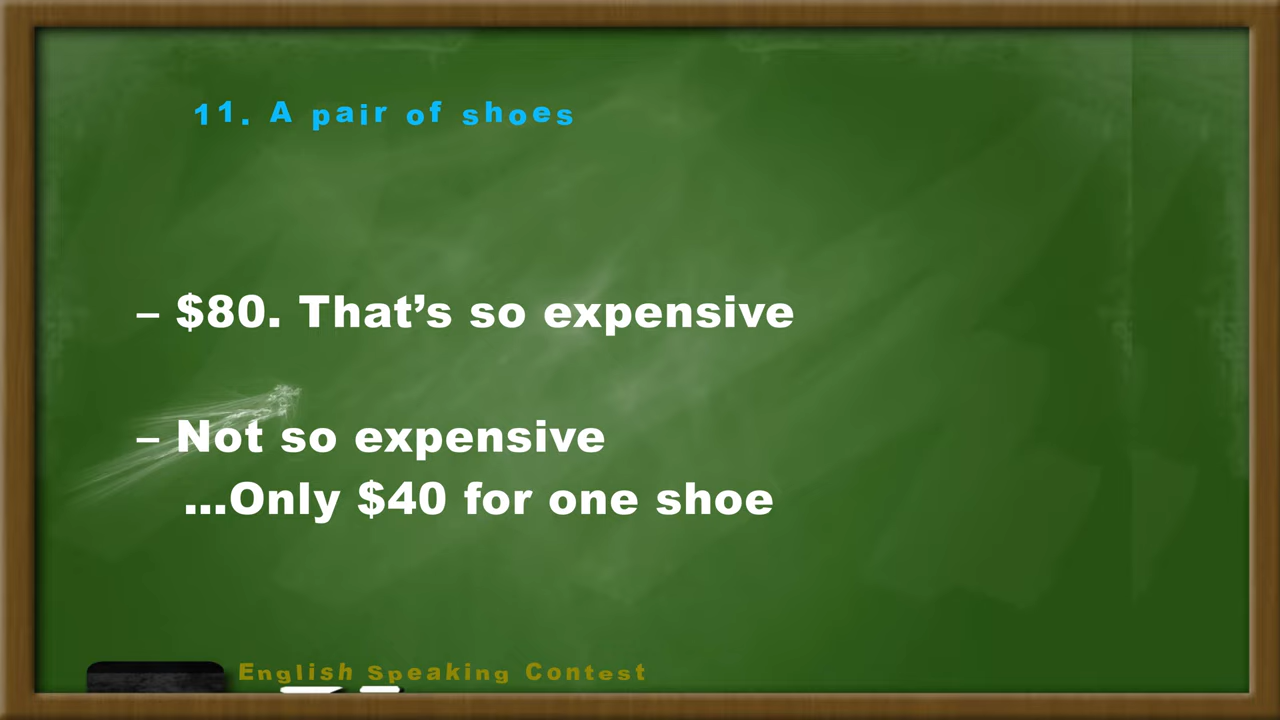 11. A pair of shoes
– $80. That’s so expensive
– Not so expensive
...Only $40 for one shoe
English Speaking Contest